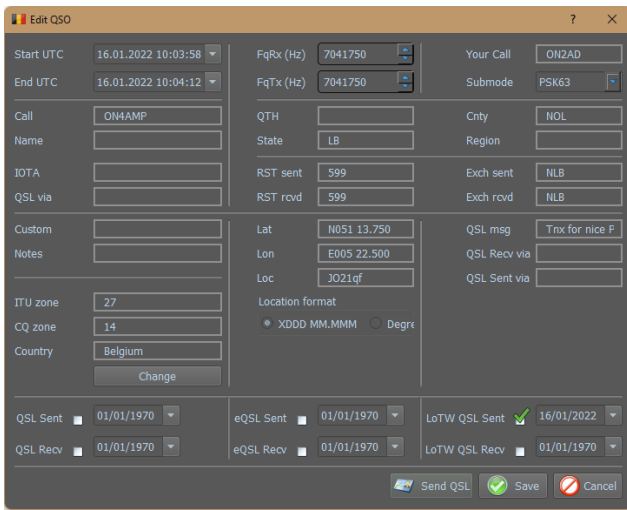 Edit QSO ?
Start UTC 16.01.2022 10:03:58 FqRx (Hz) 7041750 Your Call ON2AD
End UTC 16.01.2022 10:04:12 FqTx (Hz) 7041750 Submode PSK63
Call ON4AMP QTH Cnty NOL
Name State LB Region
IOTA RST sent 599 Exch sent NLB
QSL via RST rcvd 599 Exch rcvd NLB
Custom Lat N051 13.750 QSL msg Tnx for nice P
Notes Lon E005 22.500 QSL Recv via
Loc JO21qf QSL Sent via
ITU zone 27 Location format
CQ zone 14 XDDD MM.MMM Degre
Country Belgium
Change
QSL Sent 01/01/1970 eQSL Sent 01/01/1970 LoTW QSL Sent 16/01/2022
QSL Recv 01/01/1970 eQSL Recv 01/01/1970 LoTW QSL Recv 01/01/1970
Send QSL Save Cancel